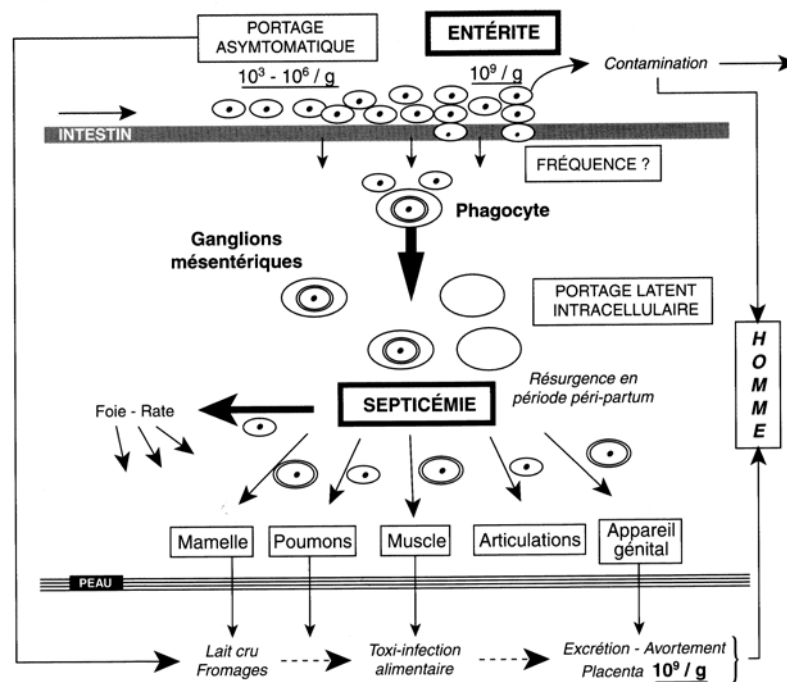 PORTAGE
ASYMTOMATIQUE
ENTÉRITE
10³ - 10⁶ / g
10⁹ / g
Contamination
INTESTIN
FRÉQUENCE ?
Phagocyte
Ganglions
mésentériques
PORTAGE LATENT
INTRACELLULAIRE
HOMME
Résurgence en
période péri-partum
SEPTICÉMIE
Foie - Rate
Mamelle
Poumons
Muscle
Articulations
Appareil
génital
PEAU
Lait cru
Fromages
Toxi-infection
alimentaire
Excrétion - Avortement
Placenta 10⁹ / g